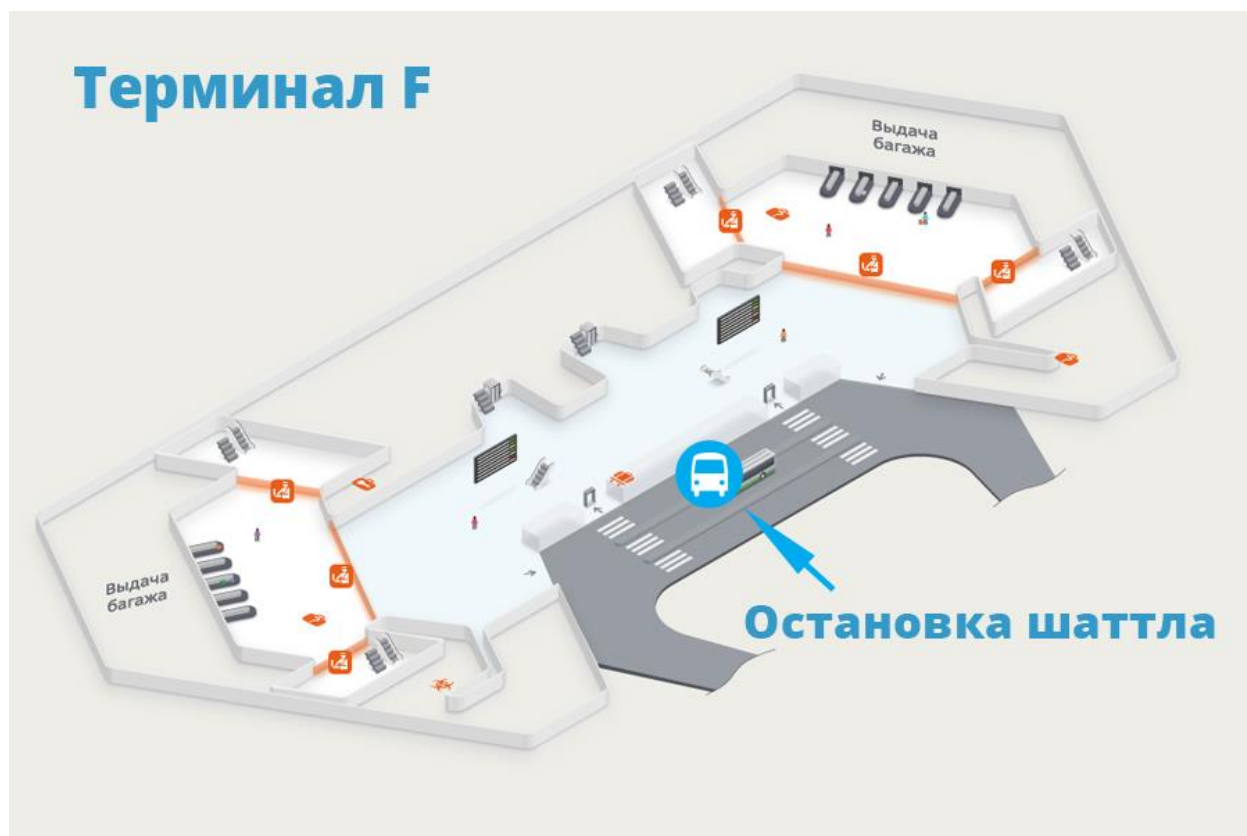 Терминал F
Выдача
багажа
Выдача
багажа
Остановка шаттла